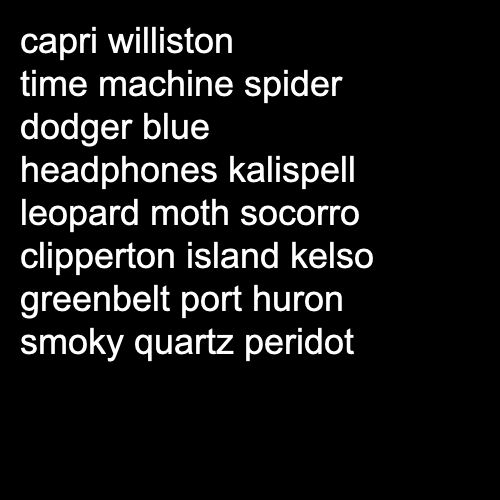 capri williston
time machine spider
dodger blue
headphones kalispell
leopard moth socorro
clipperton island kelso
greenbelt port huron
smoky quartz peridot